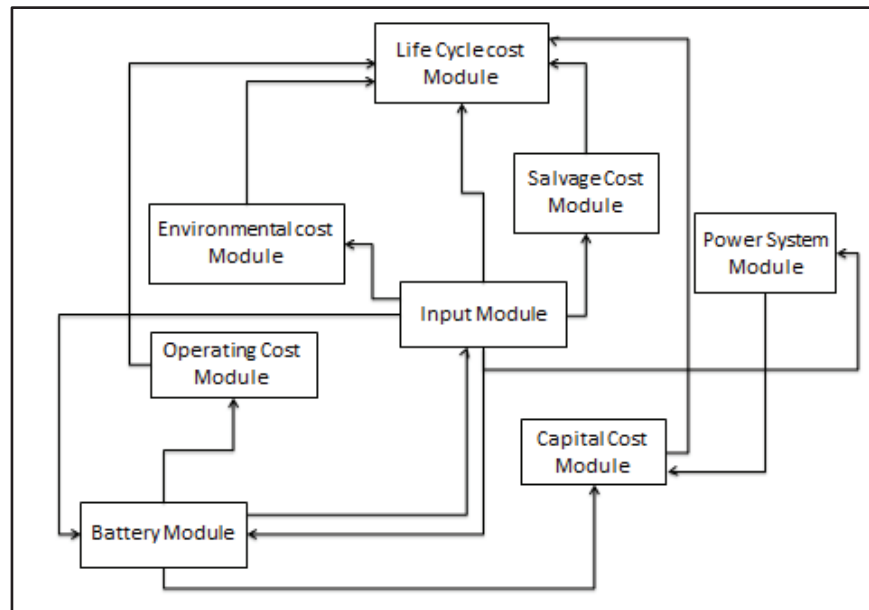 Life Cycle cost
Module
Salvage Cost
Module
Environmental cost
Module
Power System
Module
Input Module
Operating Cost
Module
Capital Cost
Module
Battery Module